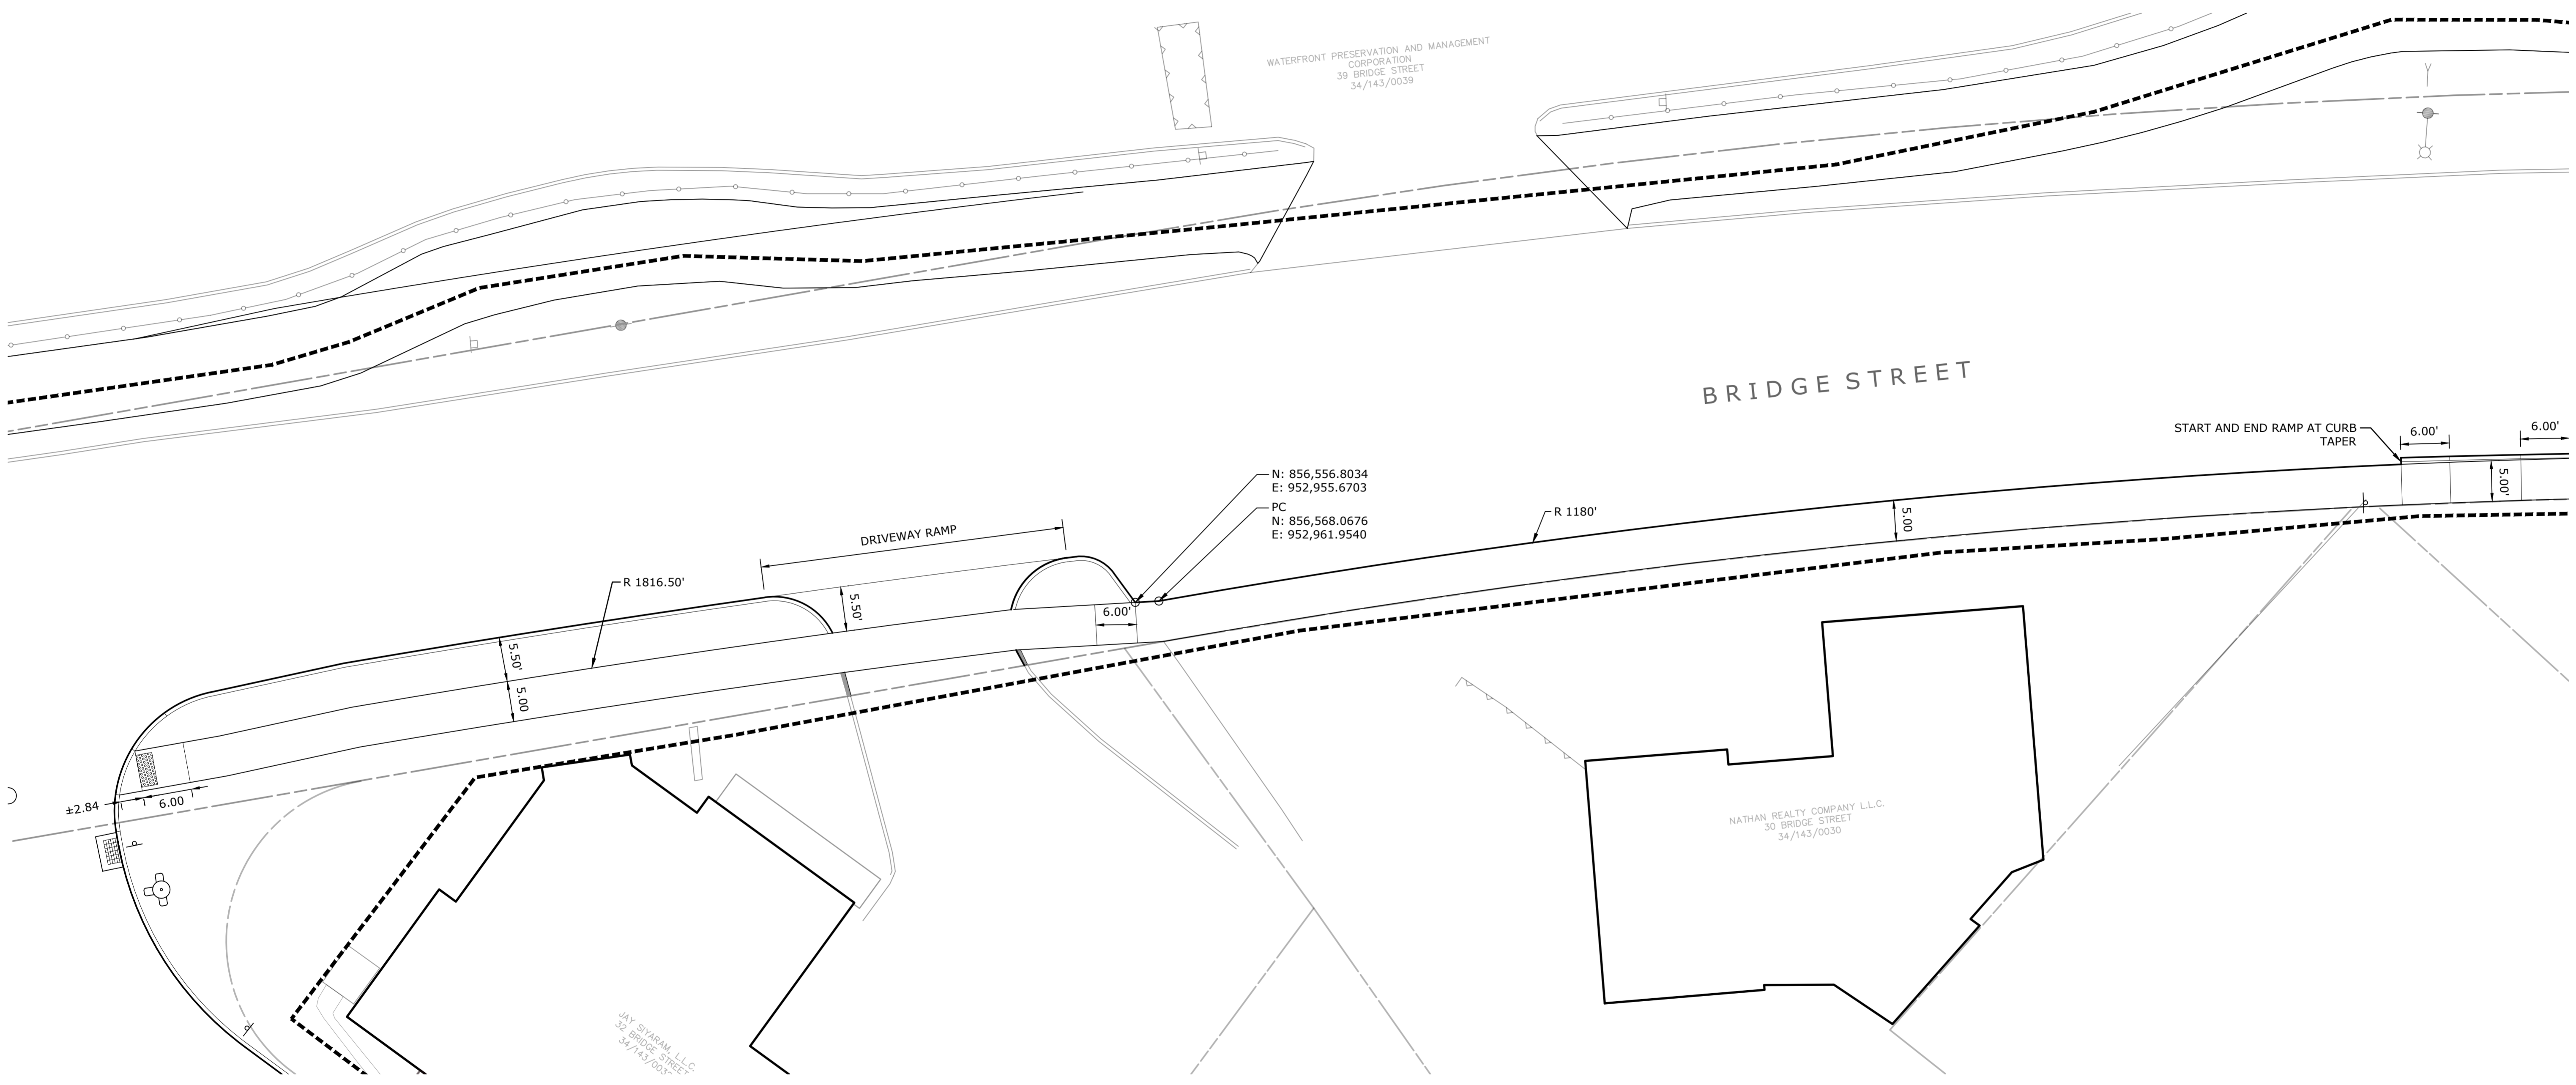 WATERFRONT PRESERVATION AND MANAGEMENT
CORPORATION
39 BRIDGE STREET
34/143/0039
BRIDGE STREET
START AND END RAMP AT CURB
TAPER
6.00'
6.00'
5.00'
N: 856,556.8034
E: 952,955.6703
PC
N: 856,568.0676
E: 952,961.9540
R 1180'
5.00
DRIVEWAY RAMP
R 1816.50'
5.50'
6.00'
5.50'
5.00
±2.84
6.00
NATHAN REALTY COMPANY L.L.C.
30 BRIDGE STREET
34/143/0030
JAY SIYARAM, L.L.C.
32 BRIDGE STREET